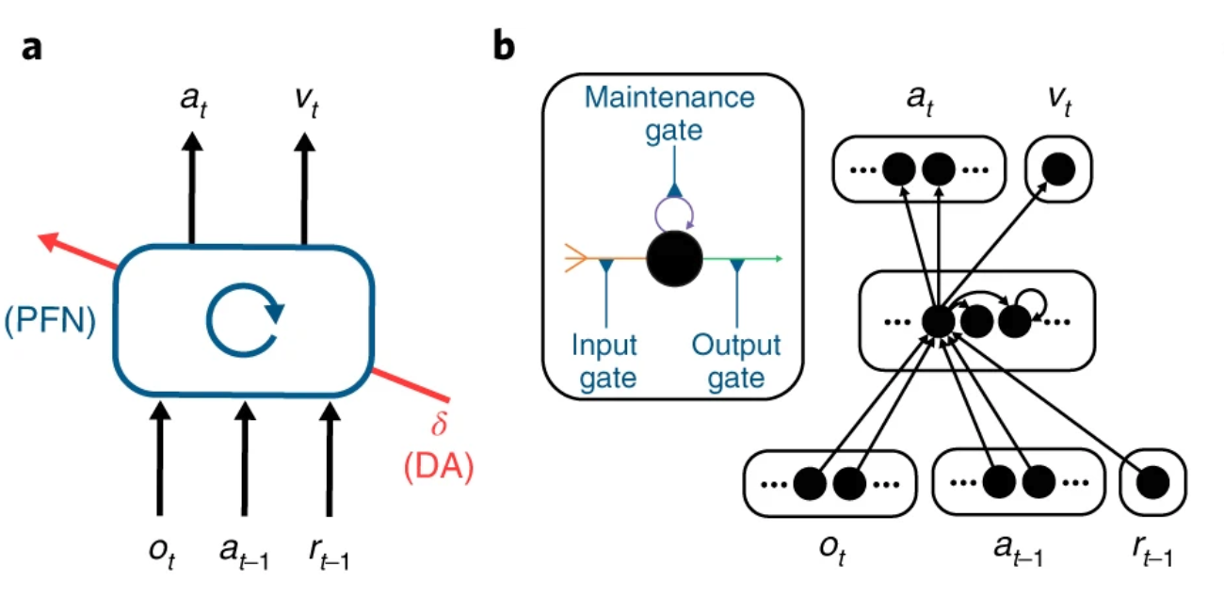 a
a_t v_t
(PFN)
δ
(DA)
o_t a_{t–1} r_{t–1}
b
Maintenance
gate
Input
gate
Output
gate
a_t v_t
... ...
... ...
... ... ... ...
o_t a_{t–1} r_{t–1}